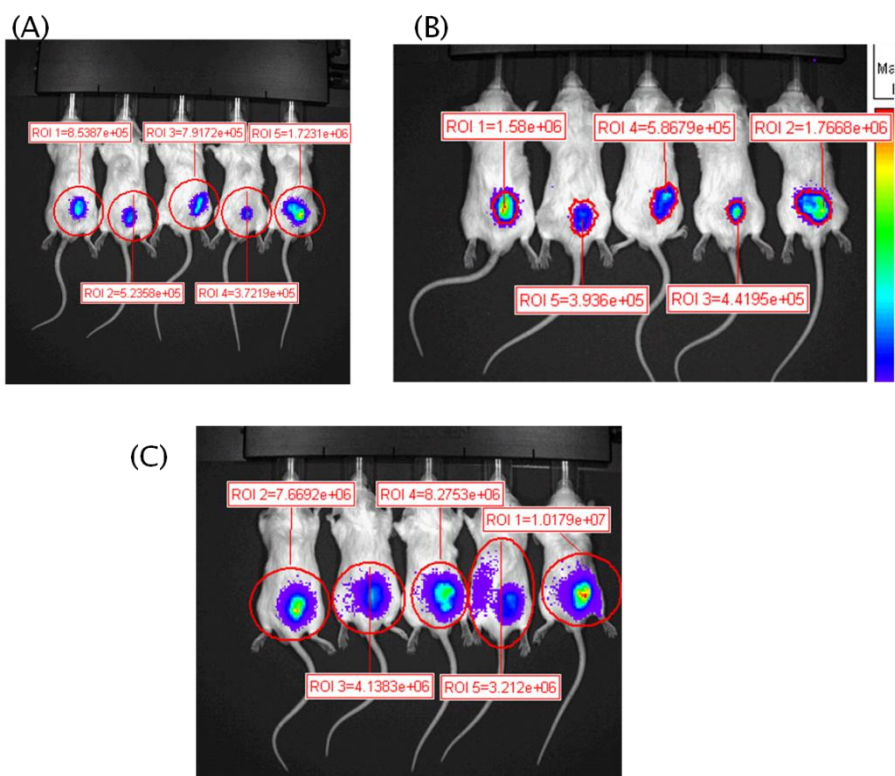 (A)
ROI 1=8.5387e+05
ROI 3=7.9172e+05
ROI 5=1.7231e+06
ROI 2=5.2358e+05
ROI 4=3.7219e+05
(B)
Ma
ROI 1=1.58e+06
ROI 4=5.8679e+05
ROI 2=1.7668e+06
ROI 5=3.936e+05
ROI 3=4.4195e+05
(C)
ROI 2=7.6692e+06
ROI 4=8.2753e+06
ROI 1=1.0179e+07
ROI 3=4.1383e+06
ROI 5=3.212e+06